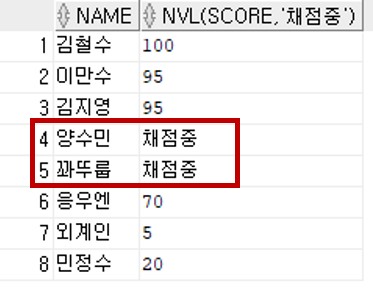 NAME NVL(SCORE,'채점중')
1 김철수 100
2 이만수 95
3 김지영 95
4 양수민 채점중
5 꽈뚜룹 채점중
6 응우엔 70
7 외계인 5
8 민정수 20